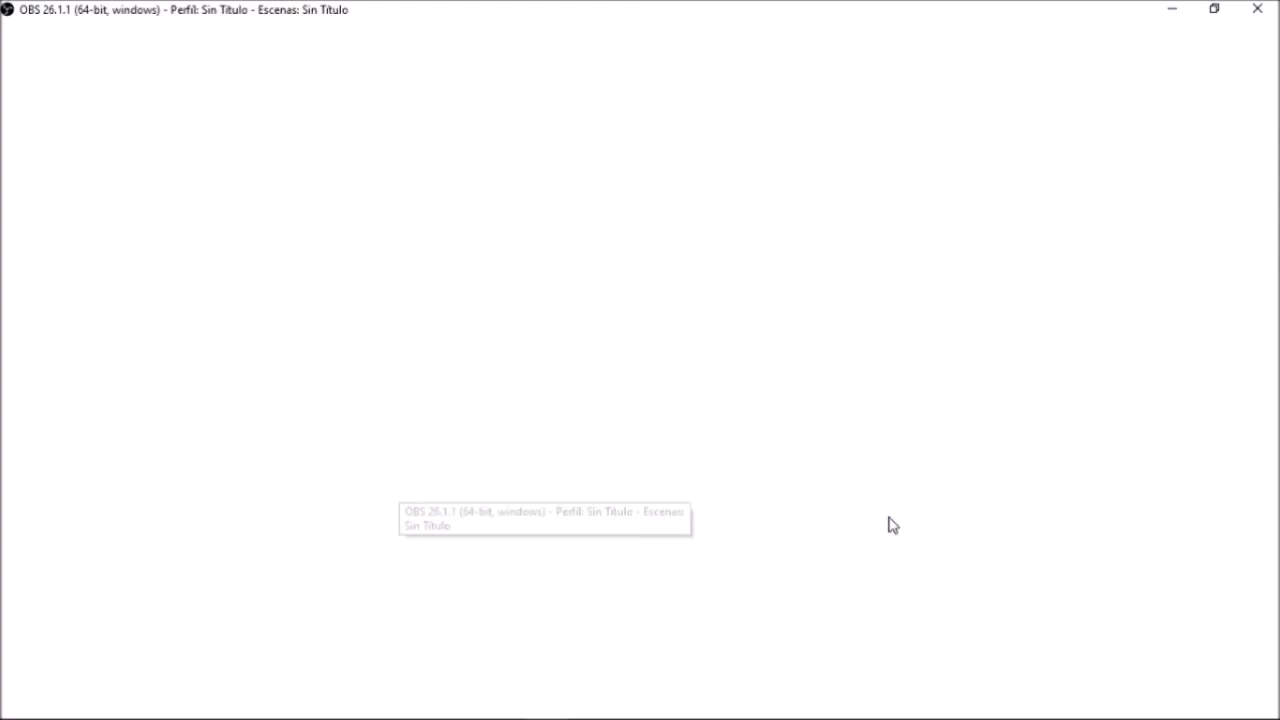 OBS 26.1.1 (64-bit, windows) - Perfil: Sin Título - Escenas: Sin Título
OBS 26.1.1 (64-bit, windows) - Perfil: Sin Título - Escenas:
Sin Título